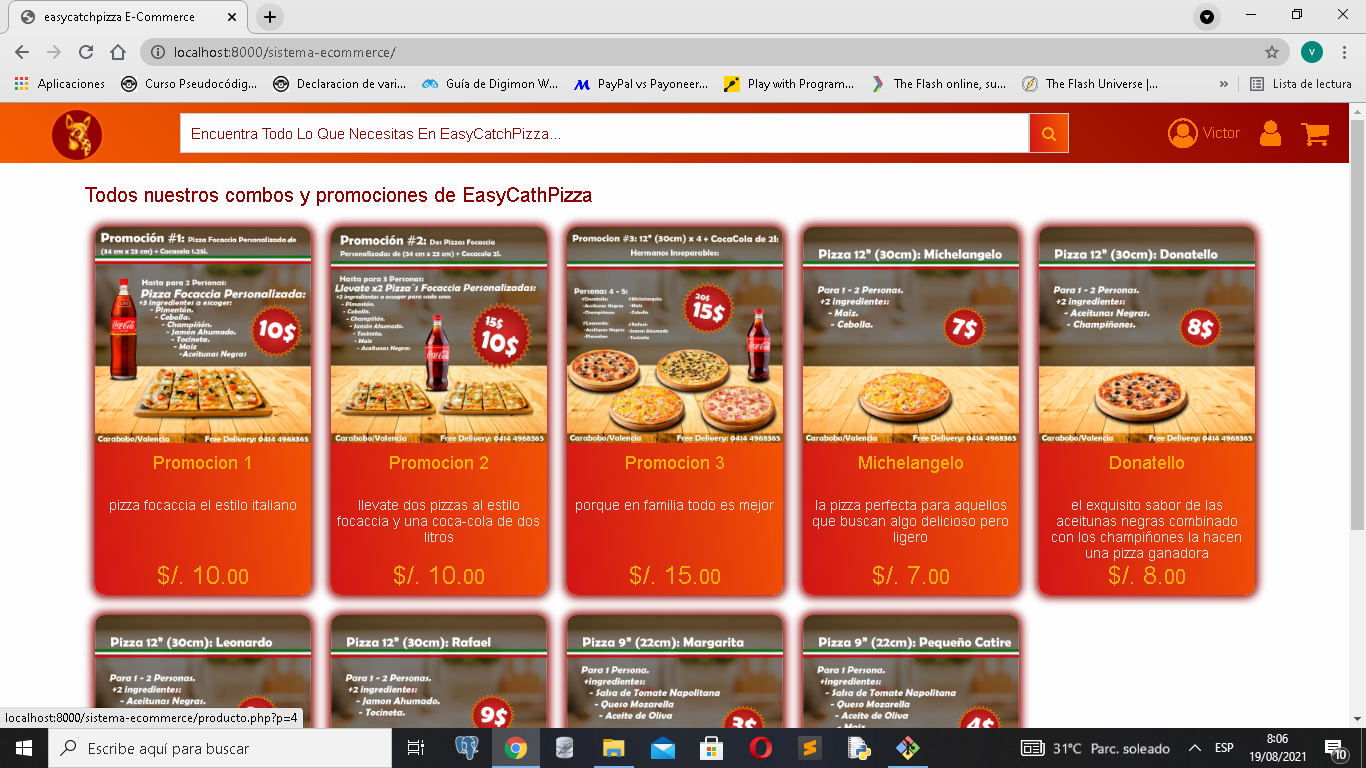 easycatchpizza E-Commerce
localhost:8000/sistema-ecommerce/
V
Aplicaciones
Curso Pseudocódig...
Declaracion de vari...
Guía de Digimon W...
PayPal vs Payoneer...
Play with Program...
The Flash online, su...
The Flash Universe |...
»
Lista de lectura
Encuentra Todo Lo Que Necesitas En EasyCatchPizza...
Victor
Todos nuestros combos y promociones de EasyCathPizza
Promoción #1: Pizza Focaccia Personalizada de
(34 cm x 23 cm) + Cocacola 1.25l.
Hasta para 2 Personas:
Pizza Focaccia Personalizada:
+3 ingredientes a escoger:
- Pimentón.
- Cebolla.
- Champiñón.
- Jamón Ahumado.
- Tocineta.
- Maiz
-Aceitunas Negras
10$
Carabobo/Valencia
Free Delivery: 0414 4968365
Promocion 1
pizza focaccia el estilo italiano
$/. 10.00
Promoción #2: Dos Pizzas Focaccia
Personalizadas de (34 cm x 23 cm) + Cocacola 2l.
Hasta para 3 Personas:
Llevate x2 Pizza´s Focaccia Personalizadas:
+2 ingredientes a escoger para cada una:
- Pimentón.
- Cebolla.
- Champiñón.
- Jamón Ahumado.
- Tocineta.
- Maiz
- Aceitunas Negras
15$
10$
Carabobo/Valencia
Free Delivery: 0414 4968365
Promocion 2
llevate dos pizzas al estilo
focaccia y una coca-cola de dos
litros
$/. 10.00
Promocion #3: 12" (30cm) x 4 + CocaCola de 2l:
Hermanos Inseparables:
Personas 4 - 5:
#Donatello:
-Aceitunas Negras
-Champiñones
#Leonardo:
-Aceitunas Negras
-Pimenton
#Michelangelo:
-Maiz
-Cebolla
#Rafael:
-Jamon Ahumado
-Tocineta
20$
15$
Carabobo/Valencia
Free Delivery: 0414 4968365
Promocion 3
porque en familia todo es mejor
$/. 15.00
Pizza 12" (30cm): Michelangelo
Para 1 - 2 Personas:
+2 ingredientes:
- Maiz.
- Cebolla.
7$
Carabobo/Valencia
Free Delivery: 0414 4968365
Michelangelo
la pizza perfecta para aquellos
que buscan algo delicioso pero
ligero
$/. 7.00
Pizza 12" (30cm): Donatello
Para 1 - 2 Personas:
+2 ingredientes:
- Aceitunas Negras.
- Champiñones.
8$
Carabobo/Valencia
Free Delivery: 0414 4968365
Donatello
el exquisito sabor de las
aceitunas negras combinado
con los champiñones la hacen
una pizza ganadora
$/. 8.00
Pizza 12" (30cm): Leonardo
Para 1 - 2 Personas.
+2 ingredientes:
- Aceitunas Negras.
Pizza 12" (30cm): Rafael
Para 1 - 2 Personas.
+2 ingredientes:
- Jamon Ahumado.
- Tocineta.
9$
Pizza 9" (22cm): Margarita
Para 1 Persona.
+ingredientes:
- Salsa de Tomate Napolitana
- Queso Mozarella
- Aceite de Oliva
3$
Pizza 9" (22cm): Pequeño Catire
Para 1 Persona.
+ingredientes:
- Salsa de Tomate Napolitana
- Queso Mozarella
- Aceite de Oliva
- Maiz
4$
localhost:8000/sistema-ecommerce/producto.php?p=4
Escribe aquí para buscar
31°C Parc. soleado
ESP
8:06
19/08/2021
10